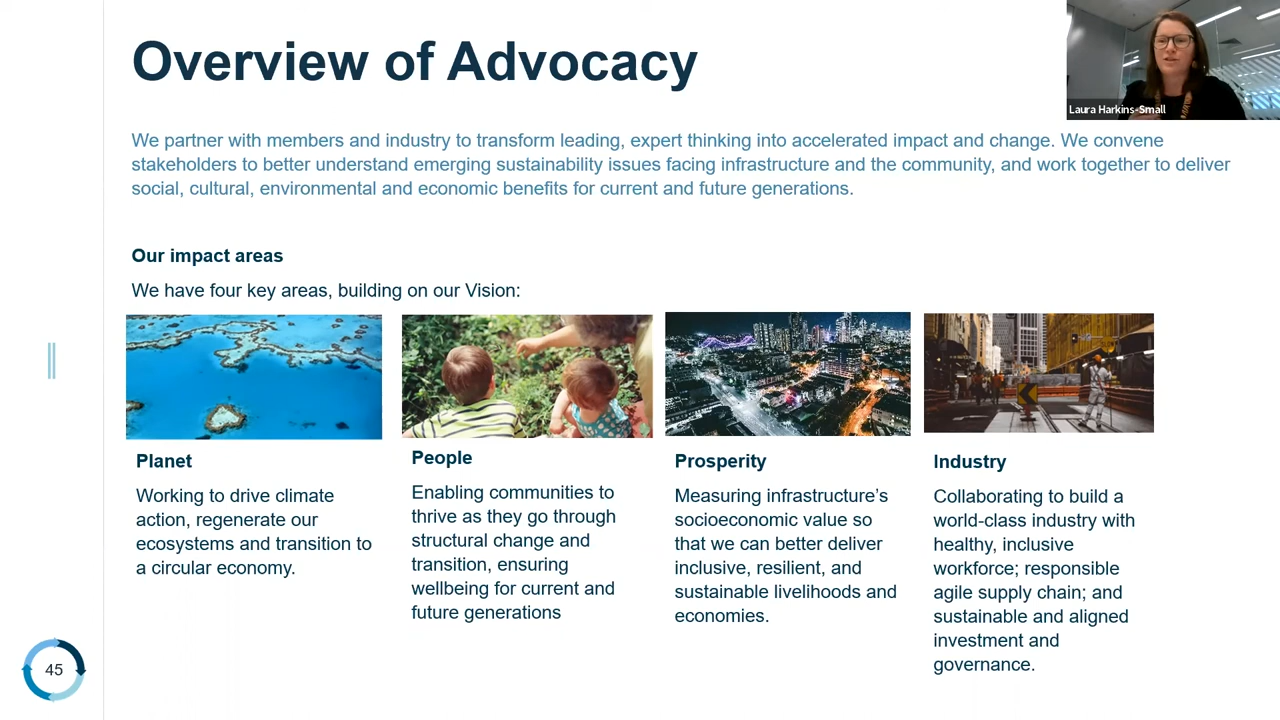 Overview of Advocacy
Laura Harkins-Small
We partner with members and industry to transform leading, expert thinking into accelerated impact and change. We convene
stakeholders to better understand emerging sustainability issues facing infrastructure and the community, and work together to deliver
social, cultural, environmental and economic benefits for current and future generations.
Our impact areas
We have four key areas, building on our Vision:
Planet
Working to drive climate
action, regenerate our
ecosystems and transition to
a circular economy.
People
Enabling communities to
thrive as they go through
structural change and
transition, ensuring
wellbeing for current and
future generations
Prosperity
Measuring infrastructure’s
socioeconomic value so
that we can better deliver
inclusive, resilient, and
sustainable livelihoods and
economies.
Industry
Collaborating to build a
world-class industry with
healthy, inclusive
workforce; responsible
agile supply chain; and
sustainable and aligned
investment and
governance.
45